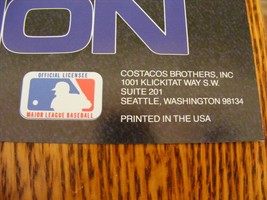 ON
OFFICIAL LICENSEE
MAJOR LEAGUE BASEBALL
COSTACOS BROTHERS, INC
1001 KLICKITAT WAY S.W.
SUITE 201
SEATTLE, WASHINGTON 98134
PRINTED IN THE USA